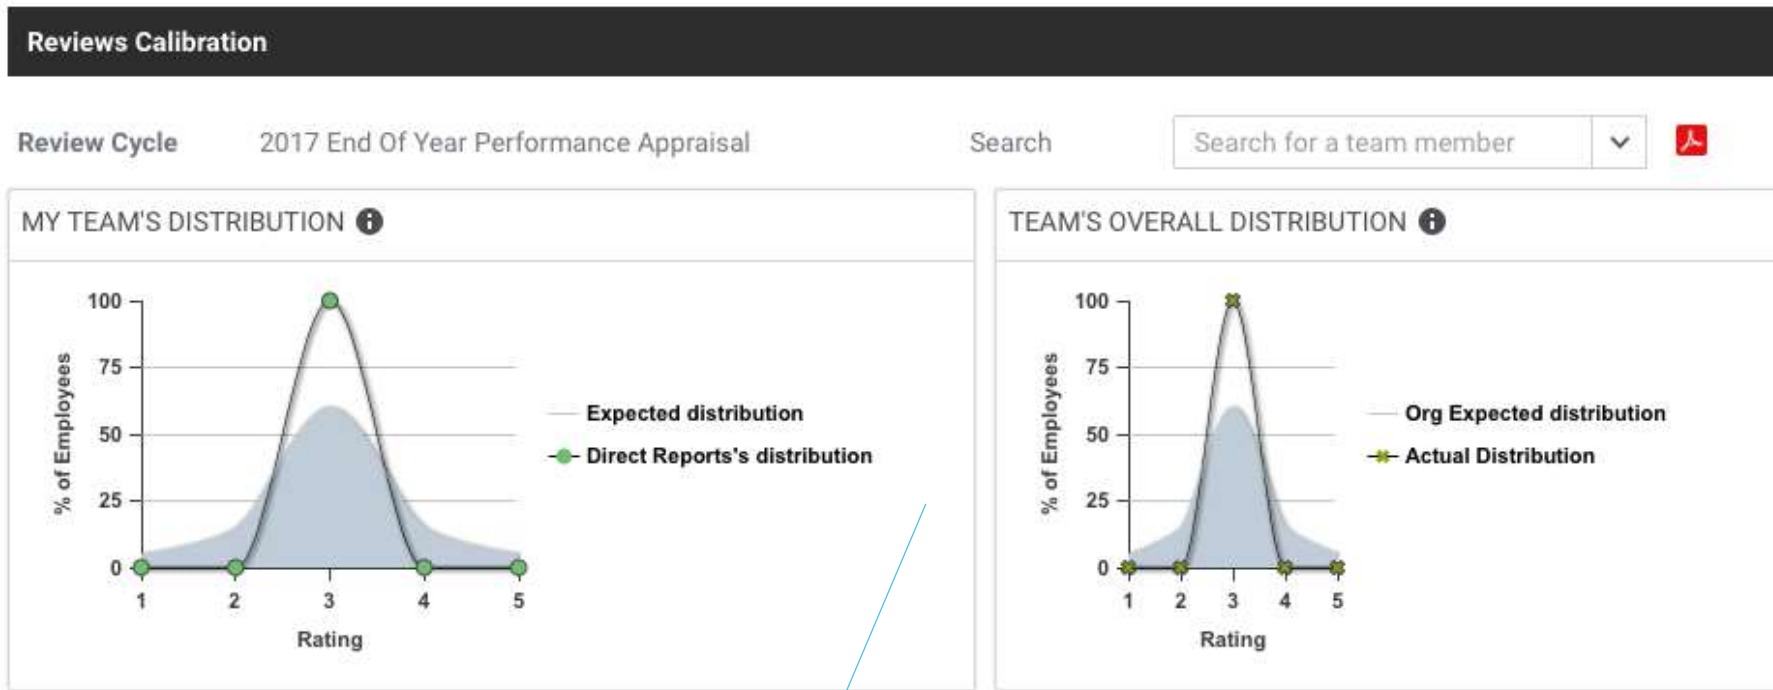 Reviews Calibration
Review Cycle 2017 End Of Year Performance Appraisal Search Search for a team member
MY TEAM'S DISTRIBUTION
100
75
50
25
0
% of Employees
1 2 3 4 5
Rating
Expected distribution
Direct Reports's distribution
TEAM'S OVERALL DISTRIBUTION
100
75
50
25
0
% of Employees
1 2 3 4 5
Rating
Org Expected distribution
Actual Distribution